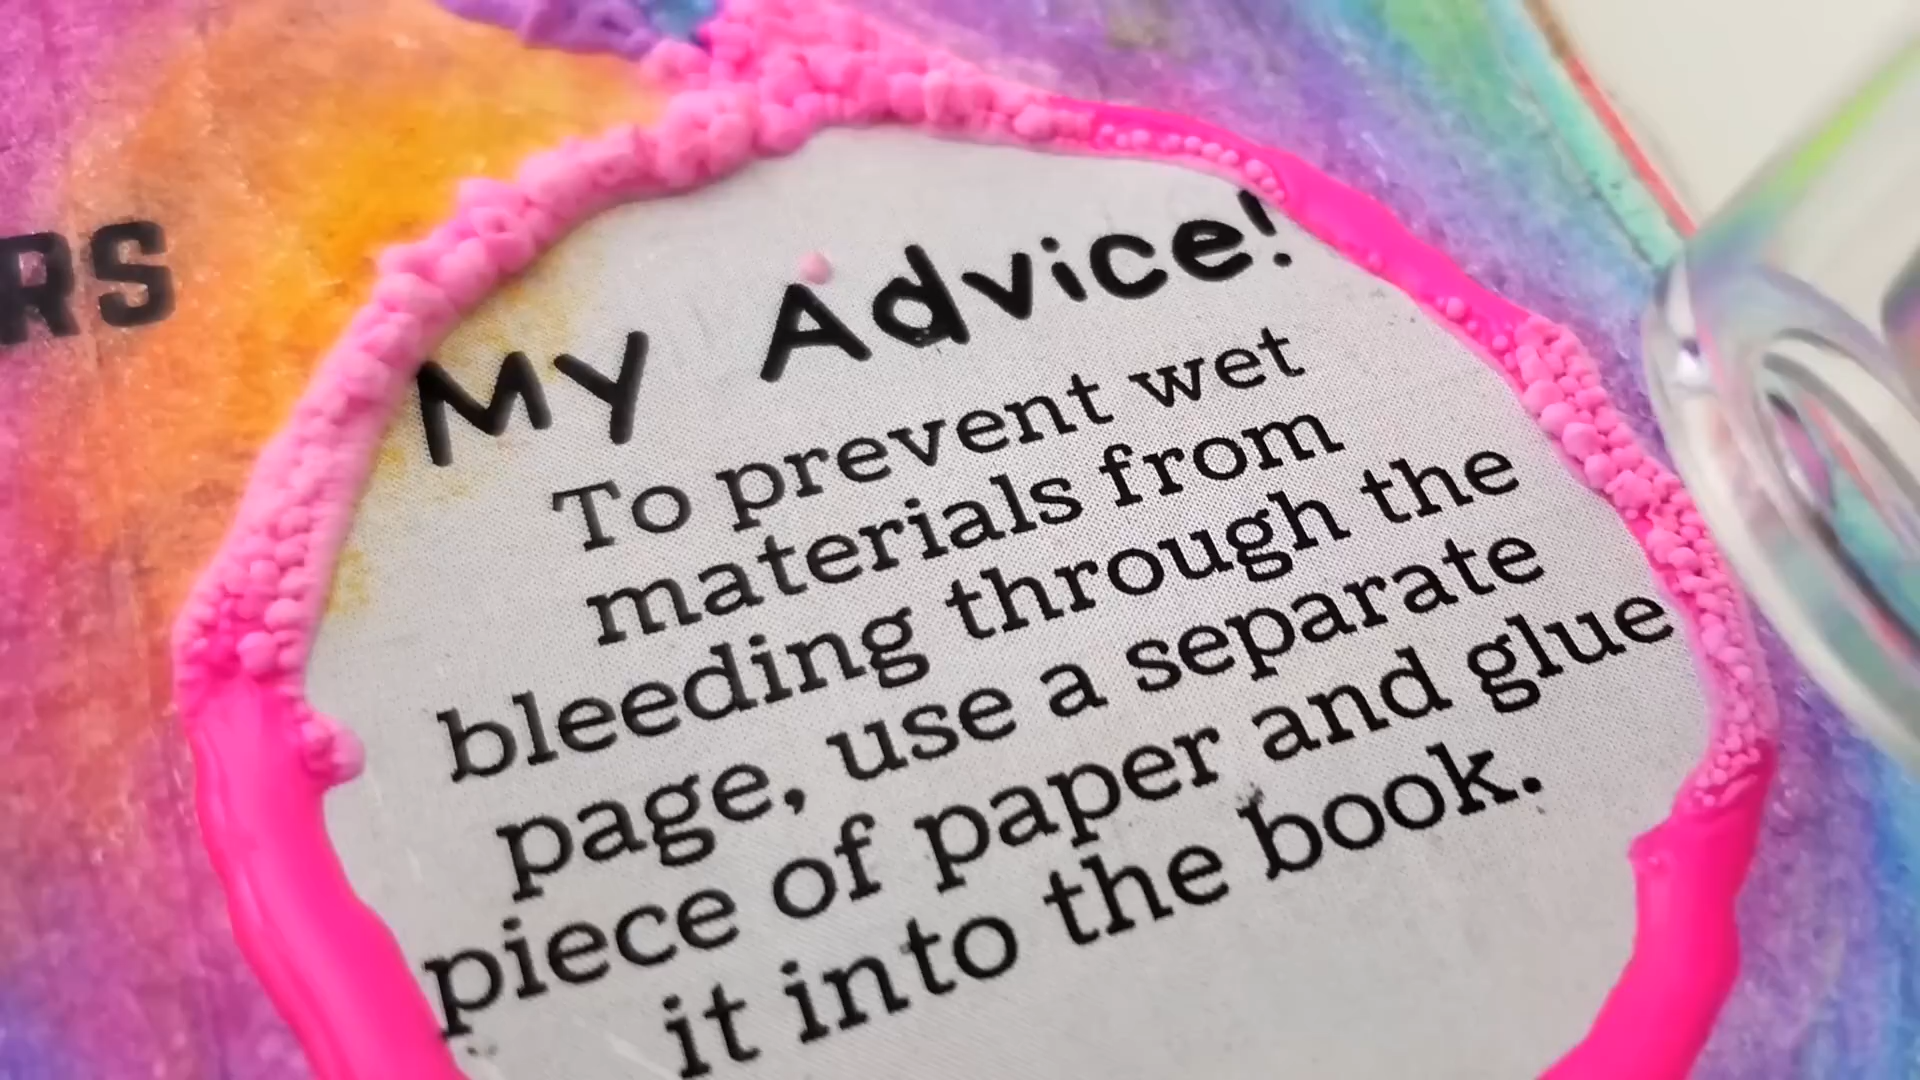 RS
My Advice!
To prevent wet
materials from
bleeding through the
page, use a separate
piece of paper and glue
it into the book.